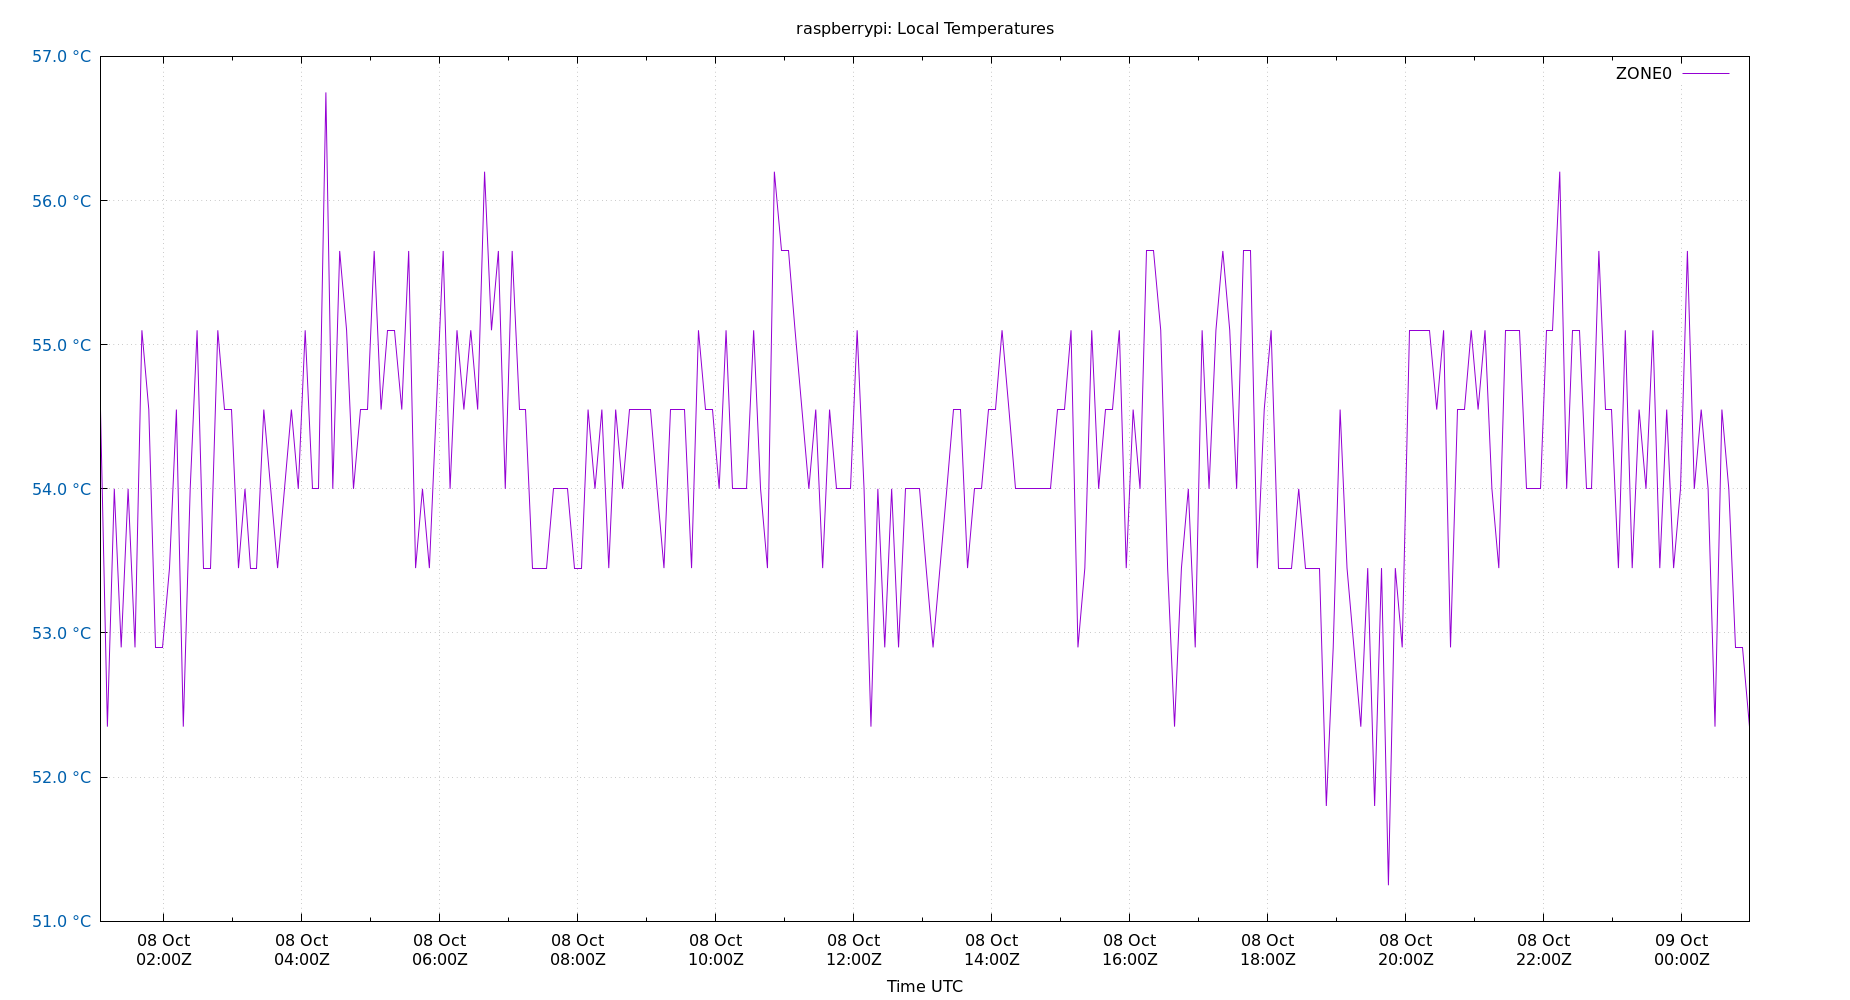 raspberrypi: Local Temperatures
57.0 °C
ZONE0
56.0 °C
55.0 °C
54.0 °C
53.0 °C
52.0 °C
51.0 °C
08 Oct 08 Oct 08 Oct 08 Oct 08 Oct 08 Oct 08 Oct 08 Oct 08 Oct 08 Oct 08 Oct 09 Oct
02:00Z 04:00Z 06:00Z 08:00Z 10:00Z 12:00Z 14:00Z 16:00Z 18:00Z 20:00Z 22:00Z 00:00Z
Time UTC